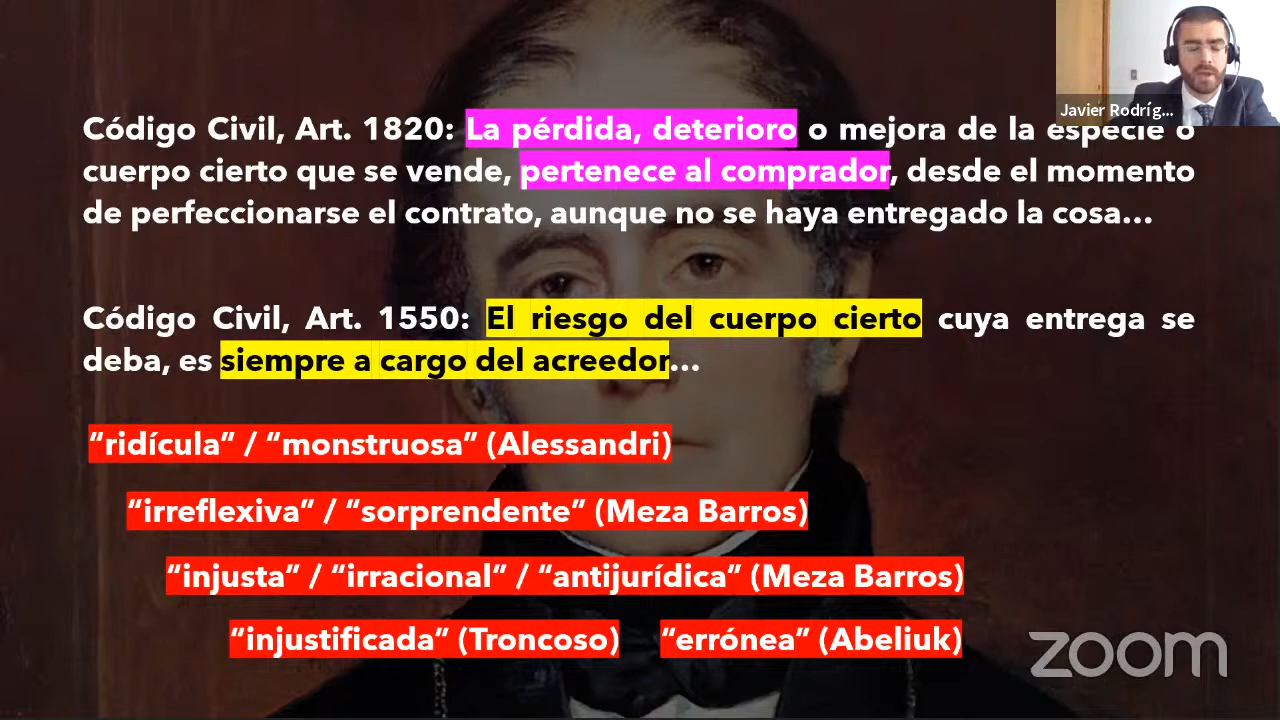 Javier Rodríg...
Código Civil, Art. 1820: La pérdida, deterioro o mejora de la especie o
cuerpo cierto que se vende, pertenece al comprador, desde el momento
de perfeccionarse el contrato, aunque no se haya entregado la cosa...
Código Civil, Art. 1550: El riesgo del cuerpo cierto cuya entrega se
deba, es siempre a cargo del acreedor...
“ridícula” / “monstruosa” (Alessandri)
“irreflexiva” / “sorprendente” (Meza Barros)
“injusta” / “irracional” / “antijurídica” (Meza Barros)
“injustificada” (Troncoso) “errónea” (Abeliuk)
zoom